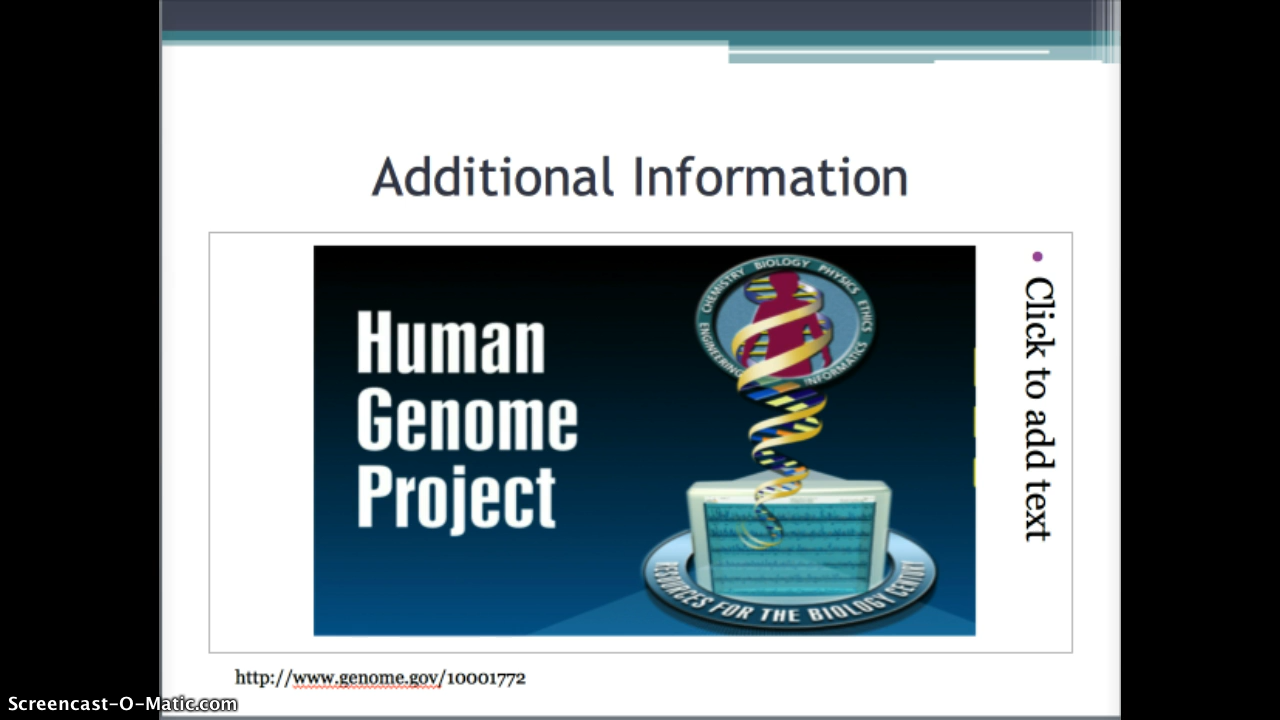 Additional Information
Human
Genome
Project
CHEMISTRY BIOLOGY PHYSICS ETHICS
ENGINEERING
INFORMATICS
RESOURCES FOR THE BIOLOGY CENTURY
• Click to add text
http://www.genome.gov/10001772
Screencast-O-Matic.com